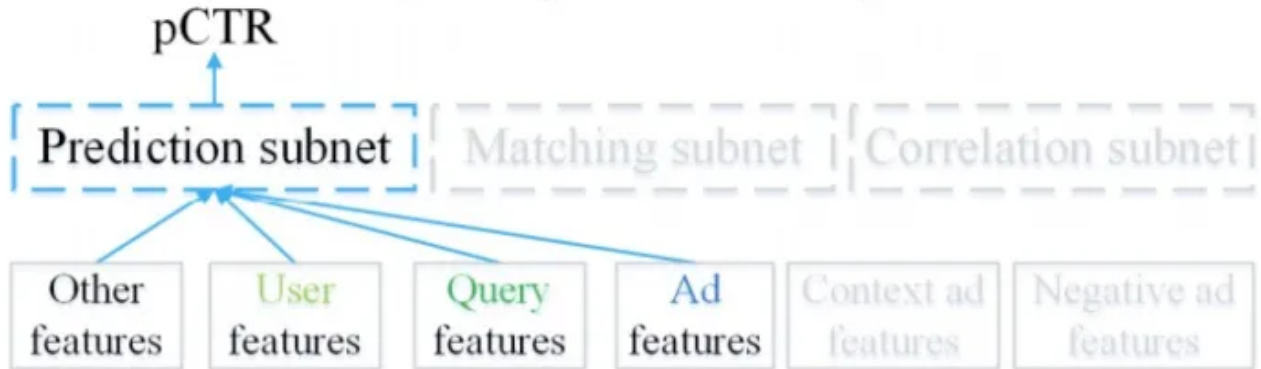 pCTR
Prediction subnet Matching subnet Correlation subnet
Other User Query Ad Context ad Negative ad
features features features features features features